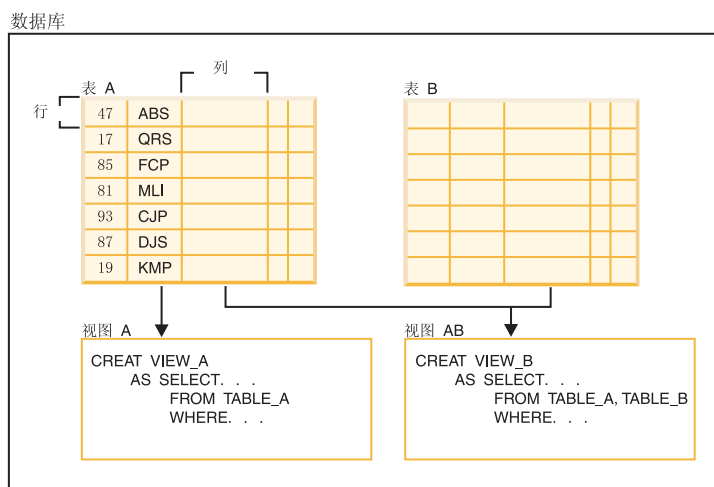 数据库
列
表 A
表 B
行
47 ABS
17 QRS
85 FCP
81 MLI
93 CJP
87 DJS
19 KMP
视图 A
CREAT VIEW_A
AS SELECT. . .
FROM TABLE_A
WHERE. . .
视图 AB
CREAT VIEW_B
AS SELECT. . .
FROM TABLE_A, TABLE_B
WHERE. . .